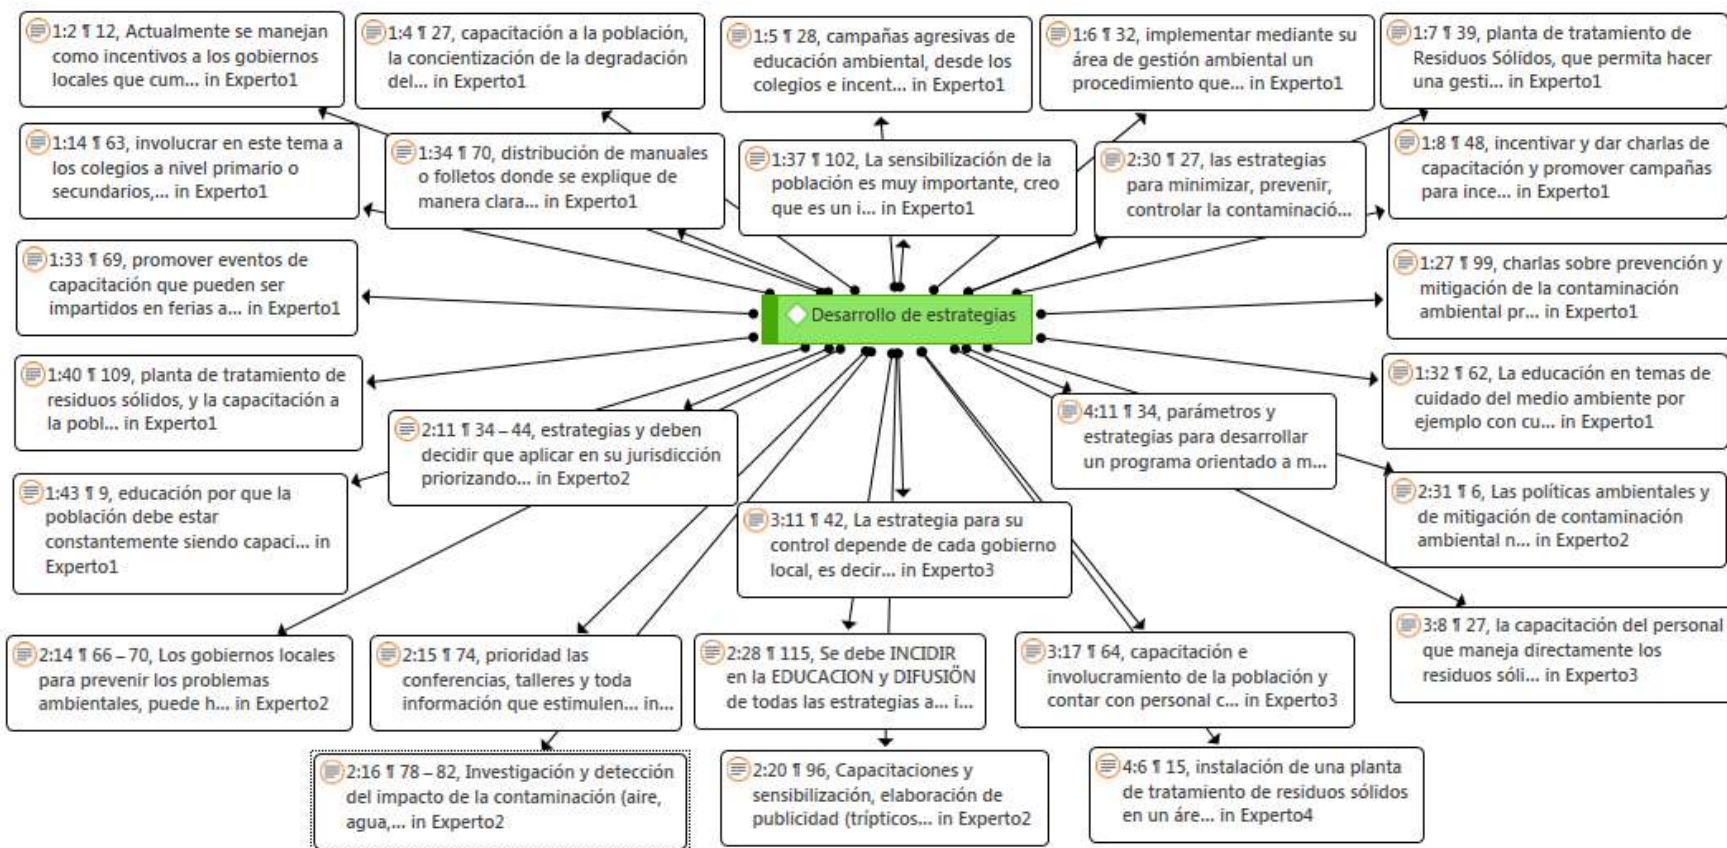 1:2 ¶ 12, Actualmente se manejan
como incentivos a los gobiernos
locales que cum... in Experto1
1:4 ¶ 27, capacitación a la población,
la concientización de la degradación
del... in Experto1
1:5 ¶ 28, campañas agresivas de
educación ambiental, desde los
colegios e incent... in Experto1
1:6 ¶ 32, implementar mediante su
área de gestión ambiental un
procedimiento que... in Experto1
1:7 ¶ 39, planta de tratamiento de
Residuos Sólidos, que permita hacer
una gesti... in Experto1
1:14 ¶ 63, involucrar en este tema a
los colegios a nivel primario o
secundarios,... in Experto1
1:34 ¶ 70, distribución de manuales
o folletos donde se explique de
manera clara... in Experto1
1:37 ¶ 102, La sensibilización de la
población es muy importante, creo
que es un i... in Experto1
2:30 ¶ 27, las estrategias
para minimizar, prevenir,
controlar la contaminació...
1:8 ¶ 48, incentivar y dar charlas de
capacitación y promover campañas
para ince... in Experto1
1:33 ¶ 69, promover eventos de
capacitación que pueden ser
impartidos en ferias a... in Experto1
1:27 ¶ 99, charlas sobre prevención y
mitigación de la contaminación
ambiental pr... in Experto1
Desarrollo de estrategias
1:40 ¶ 109, planta de tratamiento de
residuos sólidos, y la capacitación a
la pobl... in Experto1
1:32 ¶ 62, La educación en temas de
cuidado del medio ambiente por
ejemplo con cu... in Experto1
2:11 ¶ 34 – 44, estrategias y deben
decidir que aplicar en su jurisdicción
priorizando... in Experto2
4:11 ¶ 34, parámetros y
estrategias para desarrollar
un programa orientado a m...
1:43 ¶ 9, educación por que la
población debe estar
constantemente siendo capaci... in
Experto1
3:11 ¶ 42, La estrategia para su
control depende de cada gobierno
local, es decir... in Experto3
2:31 ¶ 6, Las políticas ambientales y
de mitigación de contaminación
ambiental n... in Experto2
2:14 ¶ 66 – 70, Los gobiernos locales
para prevenir los problemas
ambientales, puede h... in Experto2
2:15 ¶ 74, prioridad las
conferencias, talleres y toda
información que estimulen... in...
2:28 ¶ 115, Se debe INCIDIR
en la EDUCACION y DIFUSIÖN
de todas las estrategias a... i...
3:17 ¶ 64, capacitación e
involucramiento de la población y
contar con personal c... in Experto3
3:8 ¶ 27, la capacitación del personal
que maneja directamente los
residuos sóli... in Experto3
2:16 ¶ 78 – 82, Investigación y detección
del impacto de la contaminación (aire,
agua,... in Experto2
2:20 ¶ 96, Capacitaciones y
sensibilización, elaboración de
publicidad (trípticos... in Experto2
4:6 ¶ 15, instalación de una planta
de tratamiento de residuos sólidos
en un áre... in Experto4